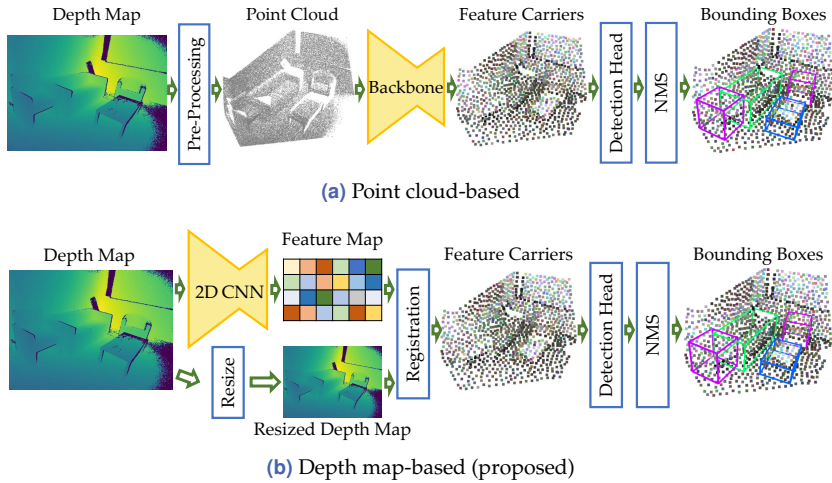 Depth Map
Pre-Processing
Point Cloud
Backbone
Feature Carriers
Detection Head
NMS
Bounding Boxes
(a) Point cloud-based
Depth Map
2D CNN
Feature Map
Resize
Resized Depth Map
Registration
Feature Carriers
Detection Head
NMS
Bounding Boxes
(b) Depth map-based (proposed)